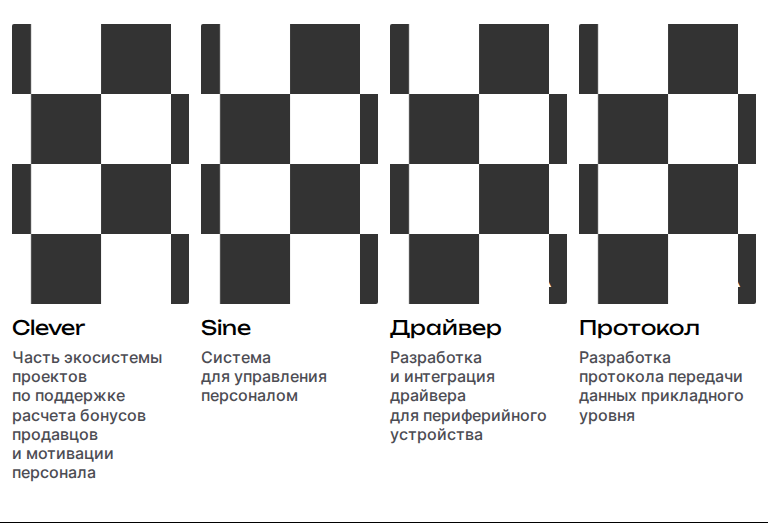 Clever
Часть экосистемы
проектов
по поддержке
расчета бонусов
продавцов
и мотивации
персонала
Sine
Система
для управления
персоналом
Драйвер
Разработка
и интеграция
драйвера
для периферийного
устройства
Протокол
Разработка
протокола передачи
данных прикладного
уровня